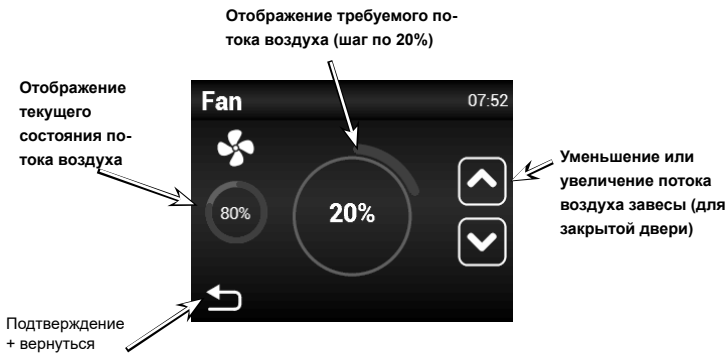 Отображение требуемого по-
тока воздуха (шаг по 20%)
Отображение
текущего
состояния по-
тока воздуха
Fan
07:52
80%
20%
Уменьшение или
увеличение потока
воздуха завесы (для
закрытой двери)
Подтверждение
+ вернуться